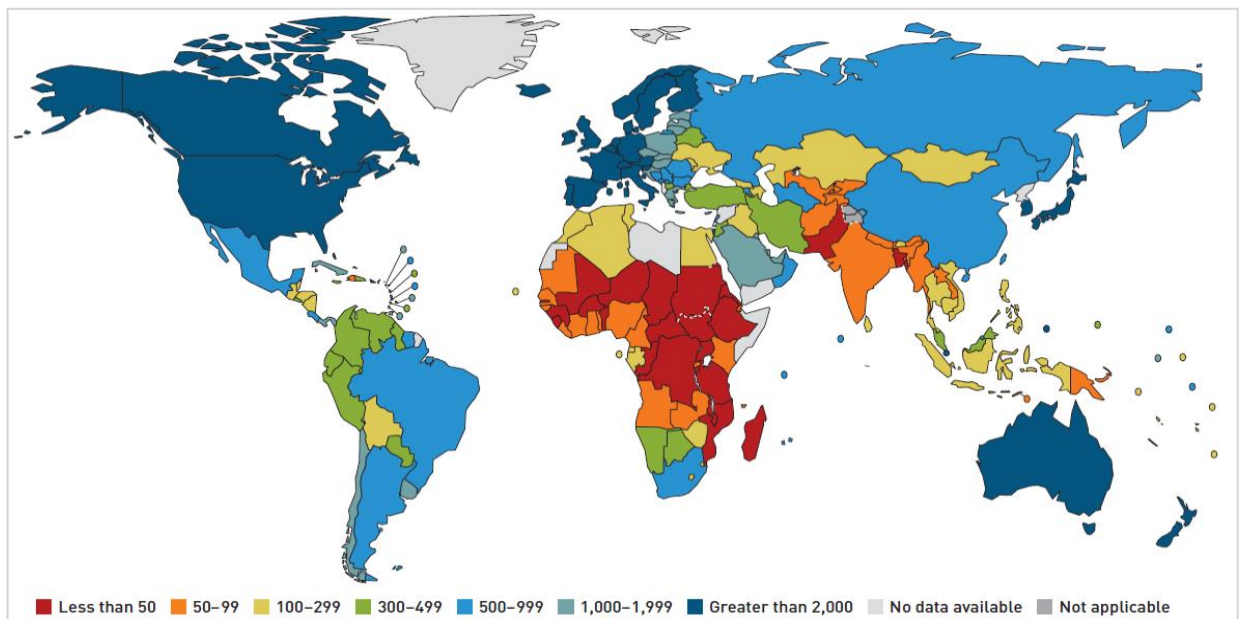 Less than 50 50–99 100–299 300–499 500–999 1,000–1,999 Greater than 2,000 No data available Not applicable